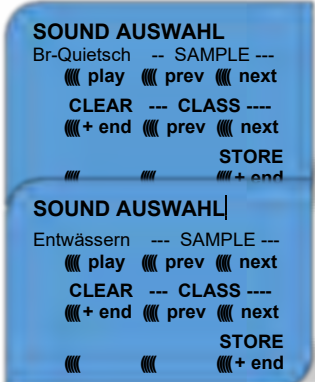 SOUND AUSWAHL
Br-Quietsch -- SAMPLE ---
((((( play ((((( prev ((((( next
CLEAR --- CLASS ----
(((((+ end ((((( prev ((((( next
STORE
((((( ((((( (((((+ end
SOUND AUSWAHL
Entwässern --- SAMPLE ---
((((( play ((((( prev ((((( next
CLEAR --- CLASS ----
(((((+ end ((((( prev ((((( next
STORE
((((( ((((( (((((+ end